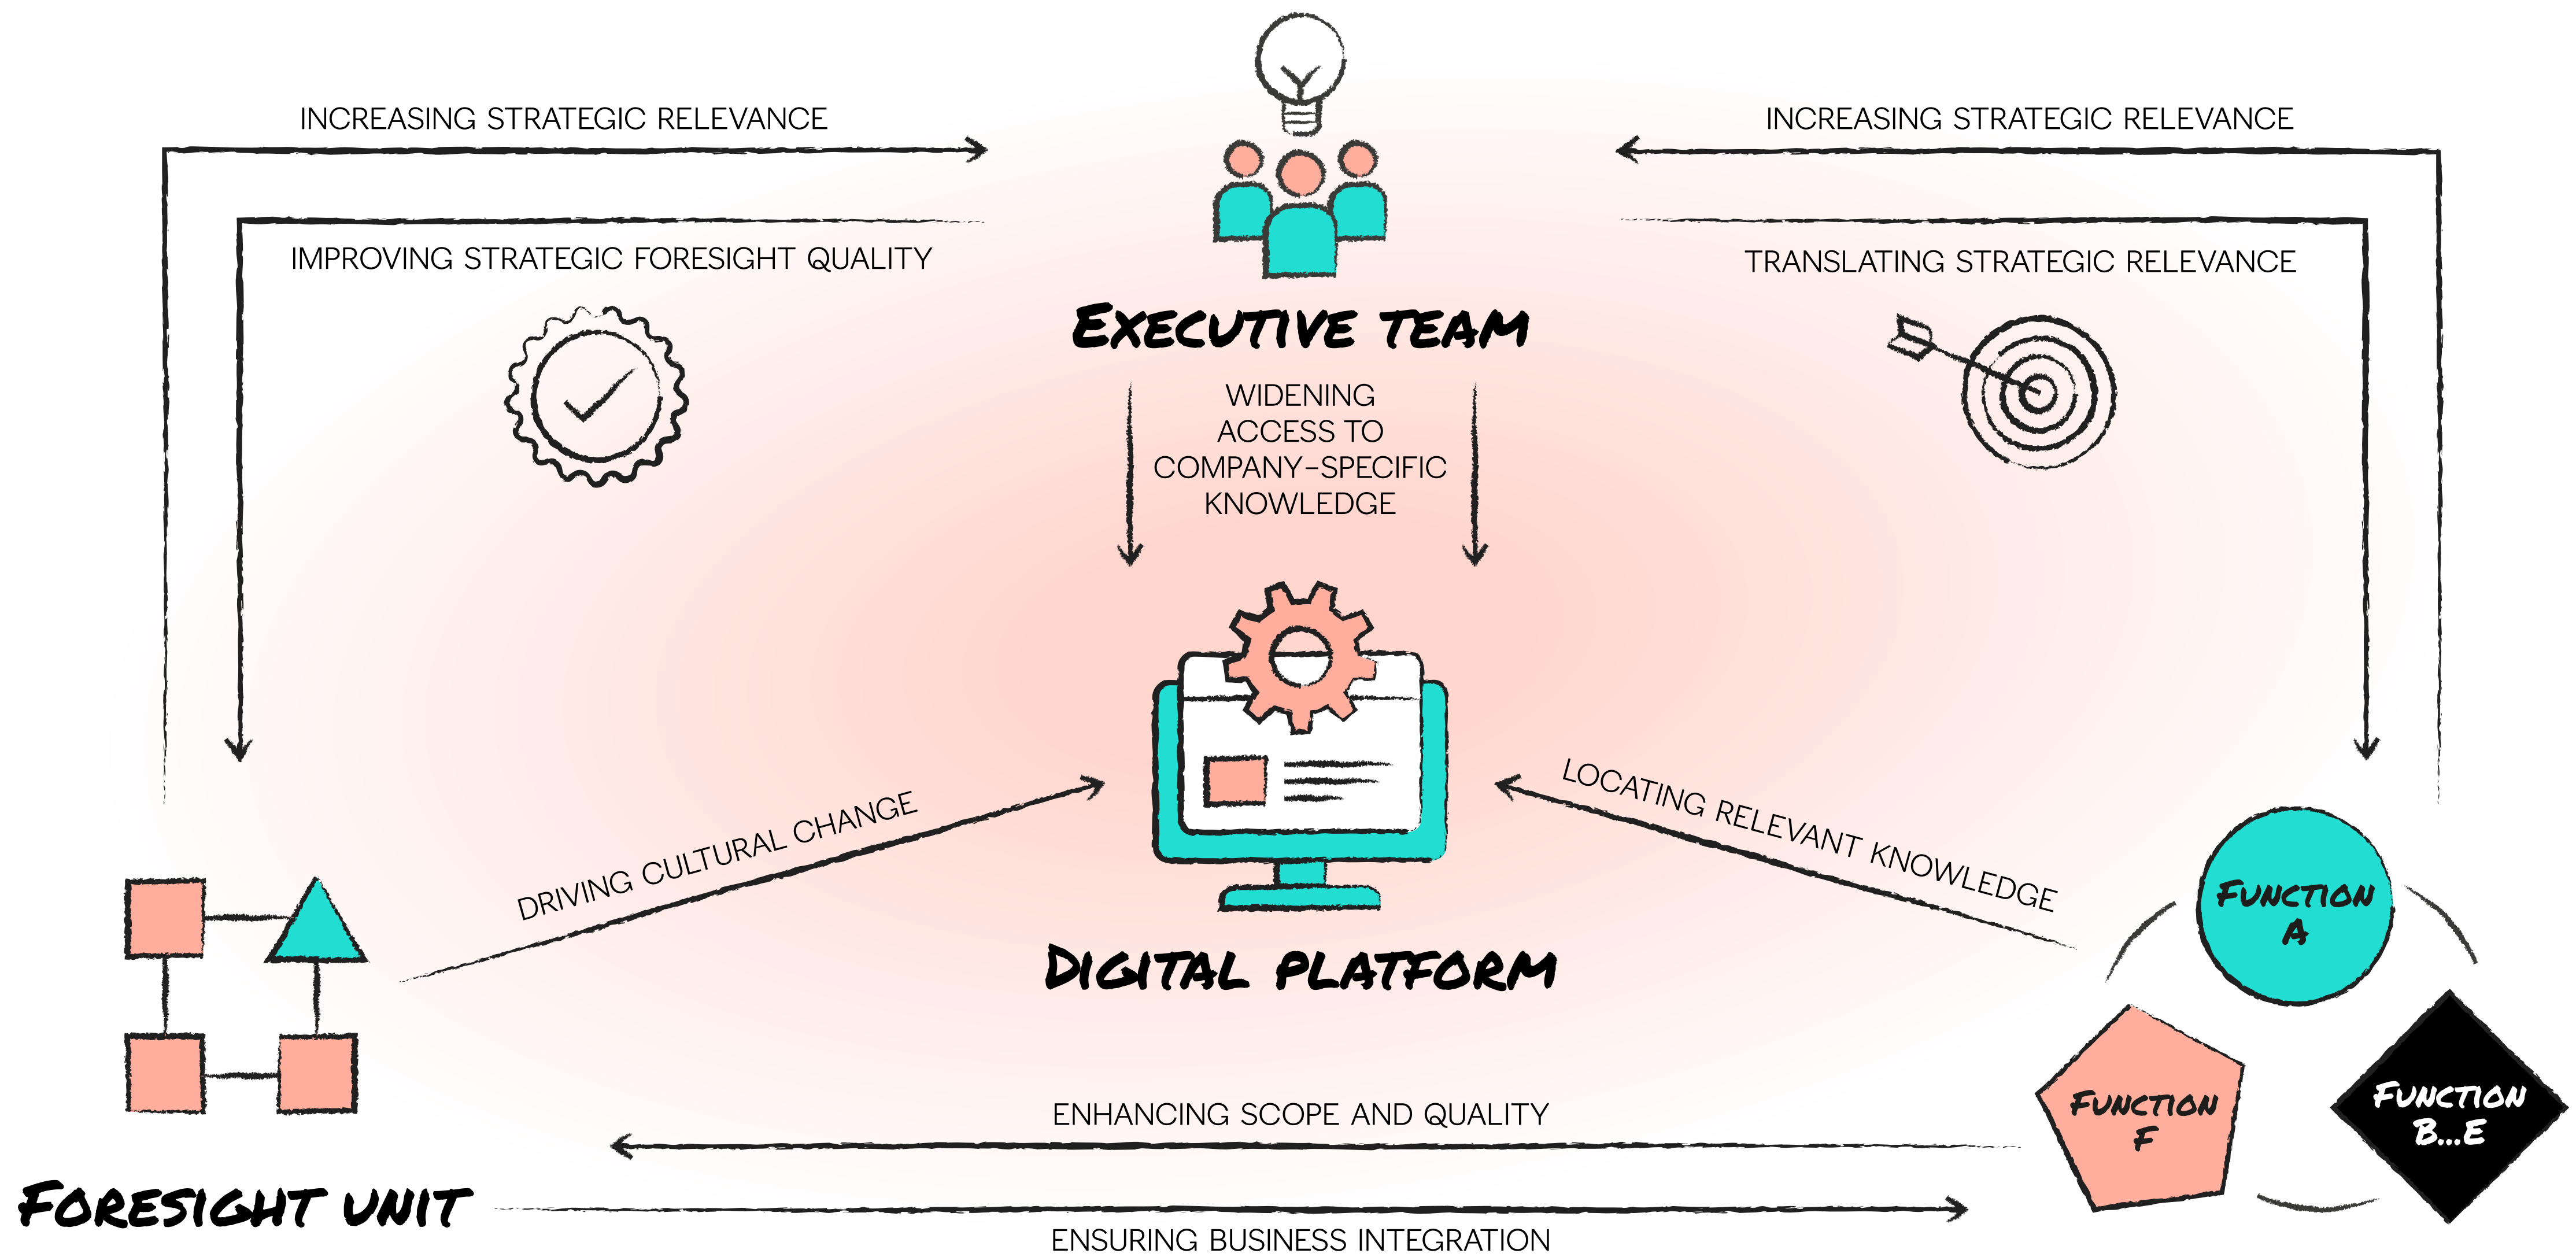 INCREASING STRATEGIC RELEVANCE
INCREASING STRATEGIC RELEVANCE
IMPROVING STRATEGIC FORESIGHT QUALITY
TRANSLATING STRATEGIC RELEVANCE
EXECUTIVE TEAM
WIDENING
ACCESS TO
COMPANY-SPECIFIC
KNOWLEDGE
DRIVING CULTURAL CHANGE
LOCATING RELEVANT KNOWLEDGE
DIGITAL PLATFORM
FUNCTION
A
FUNCTION
F
FUNCTION
B...E
ENHANCING SCOPE AND QUALITY
FORESIGHT UNIT
ENSURING BUSINESS INTEGRATION